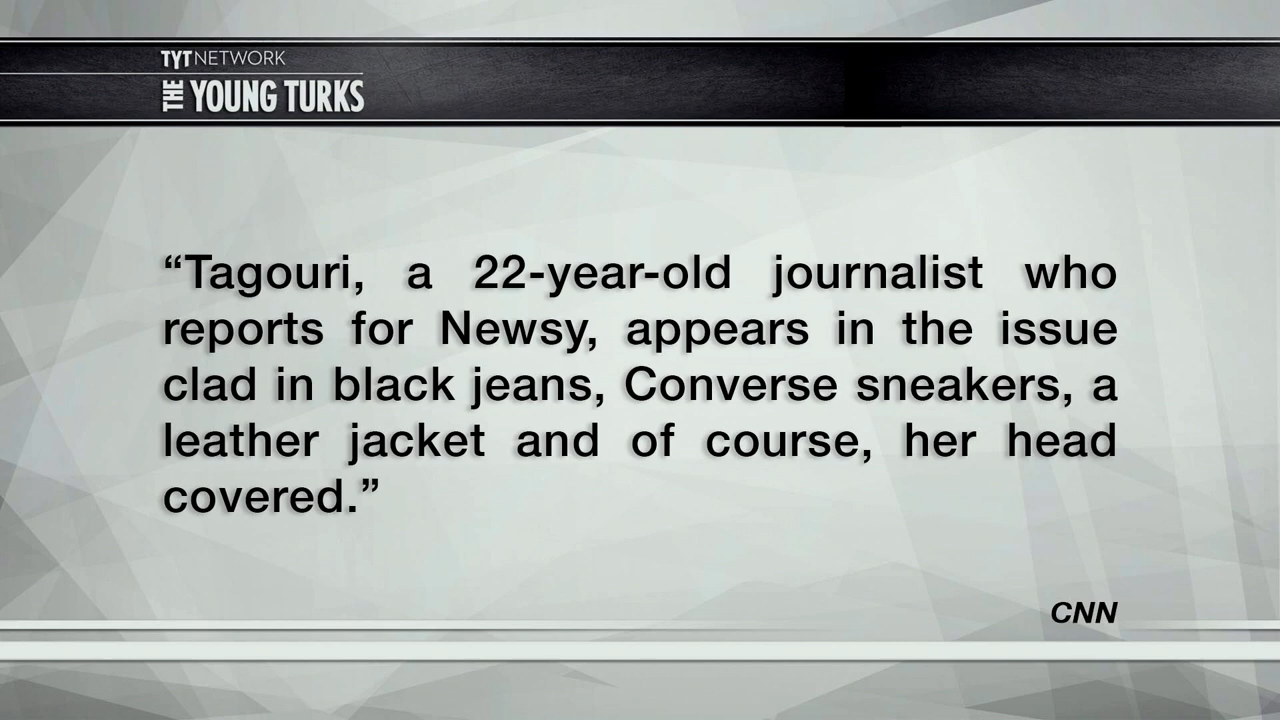 TYT NETWORK
THE YOUNG TURKS
“Tagouri, a 22-year-old journalist who
reports for Newsy, appears in the issue
clad in black jeans, Converse sneakers, a
leather jacket and of course, her head
covered.”
CNN